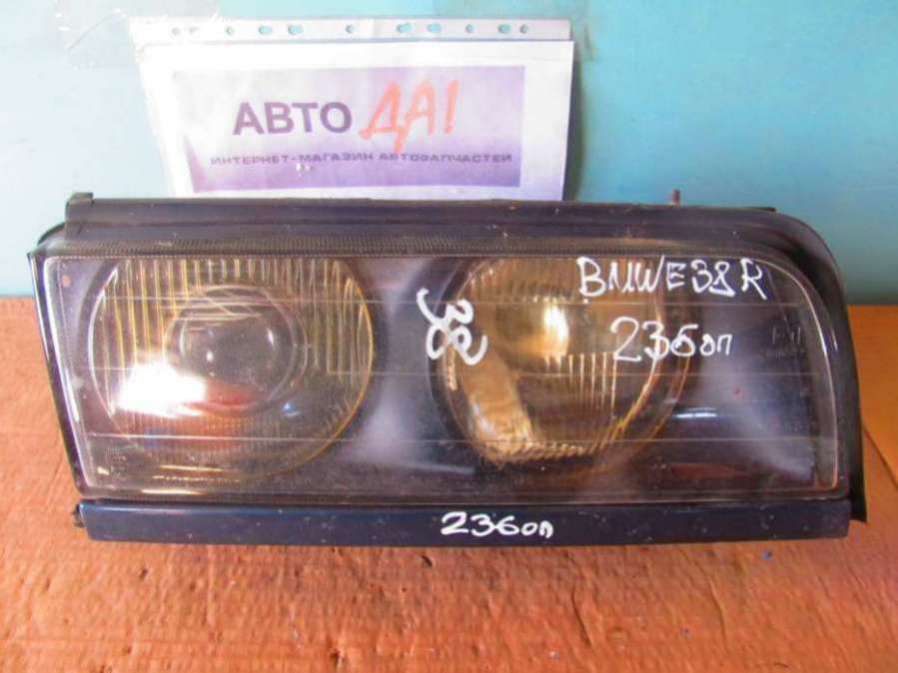 АВТО ДА!
ИНТЕРНЕТ-МАГАЗИН АВТОЗАПЧАСТЕЙ
BMW E38 R
236оп
38
236оп